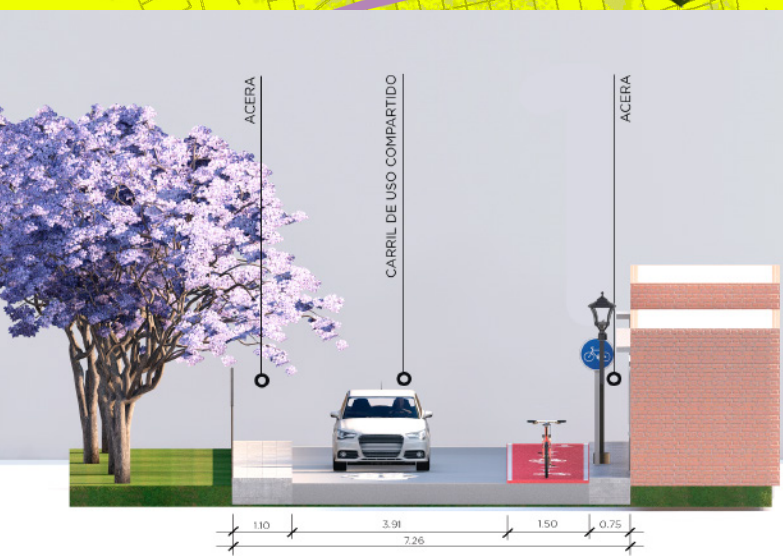 ACERA
CARRIL DE USO COMPARTIDO
ACERA
1.10
3.91
1.50
0.75
7.26